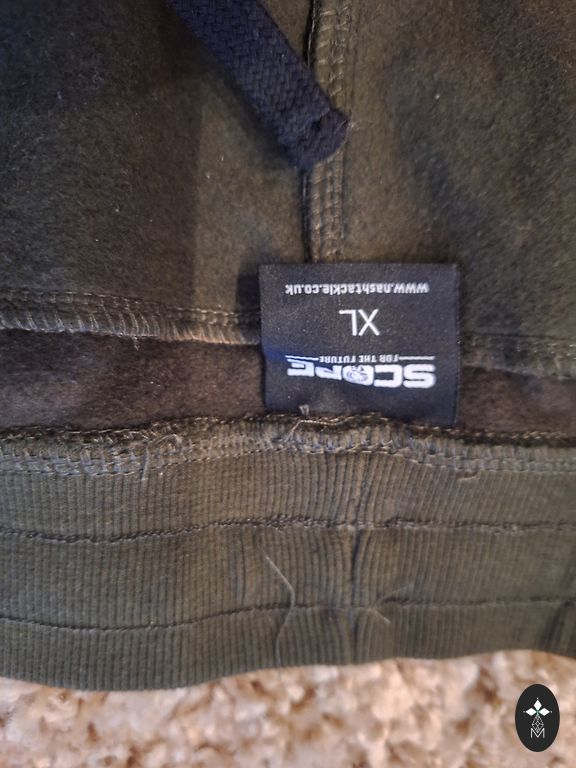 SCOPE
FOR THE FUTURE
XL
www.nashtackle.co.uk